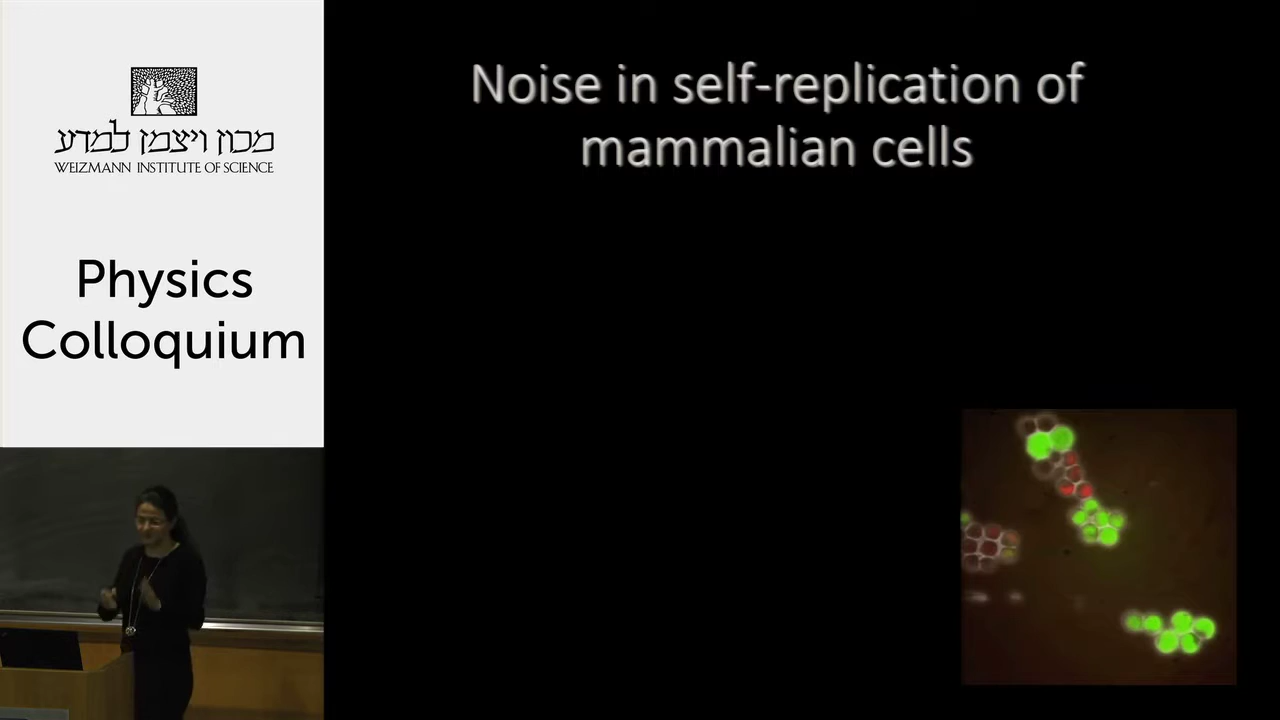 מכון ויצמן למדע
WEIZMANN INSTITUTE OF SCIENCE
Physics
Colloquium
Noise in self-replication of
mammalian cells